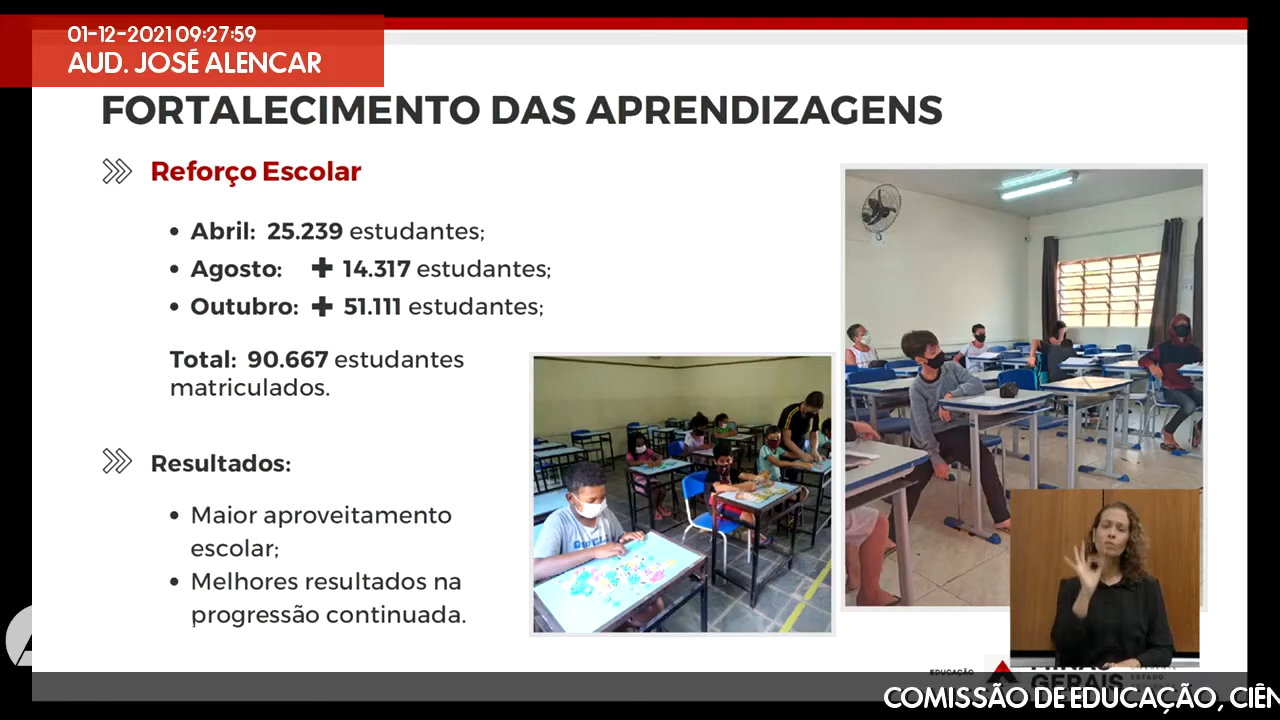 01-12-2021 09:27:59
AUD. JOSÉ ALENCAR
FORTALECIMENTO DAS APRENDIZAGENS
Reforço Escolar
• Abril: 25.239 estudantes;
• Agosto: + 14.317 estudantes;
• Outubro: + 51.111 estudantes;
Total: 90.667 estudantes
matriculados.
Resultados:
• Maior aproveitamento
escolar;
• Melhores resultados na
progressão continuada.
EDUCAÇÃO
MINAS
GERAIS
ESTADO
COMISSÃO DE EDUCAÇÃO, CIÊN